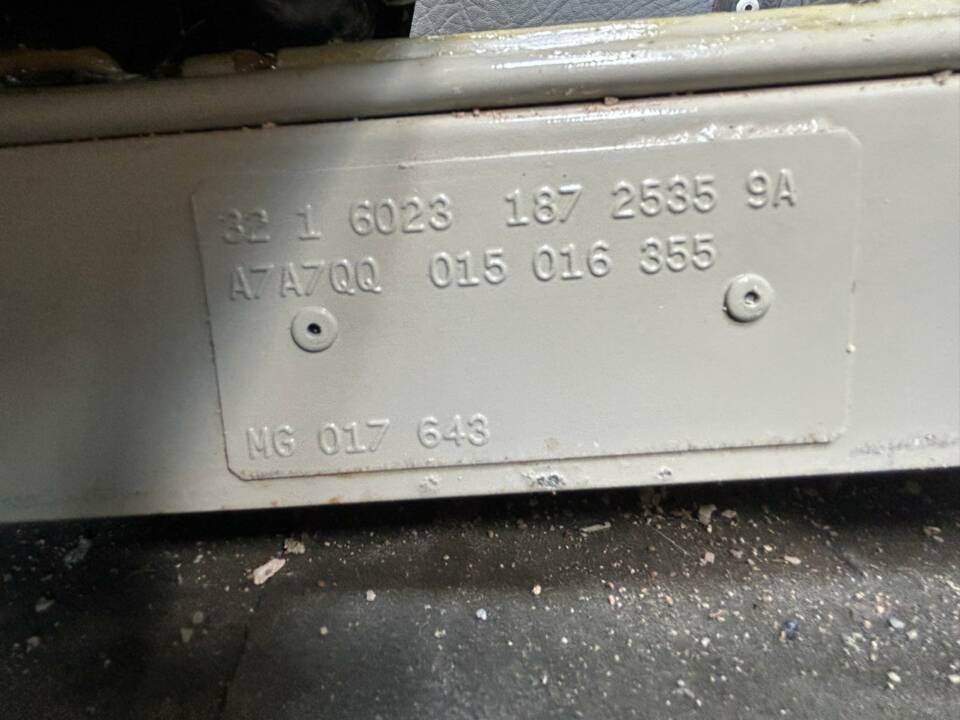 32 1 6023 187 2535 9A
A7A7QQ 015 016 355
MG 017 643